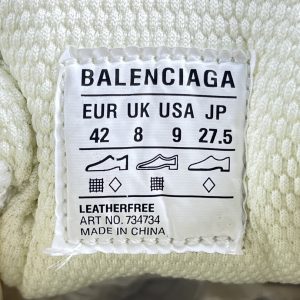 BALENCIAGA
EUR UK USA JP
42 8 9 27.5
LEATHERFREE
ART NO. 734734
MADE IN CHINA